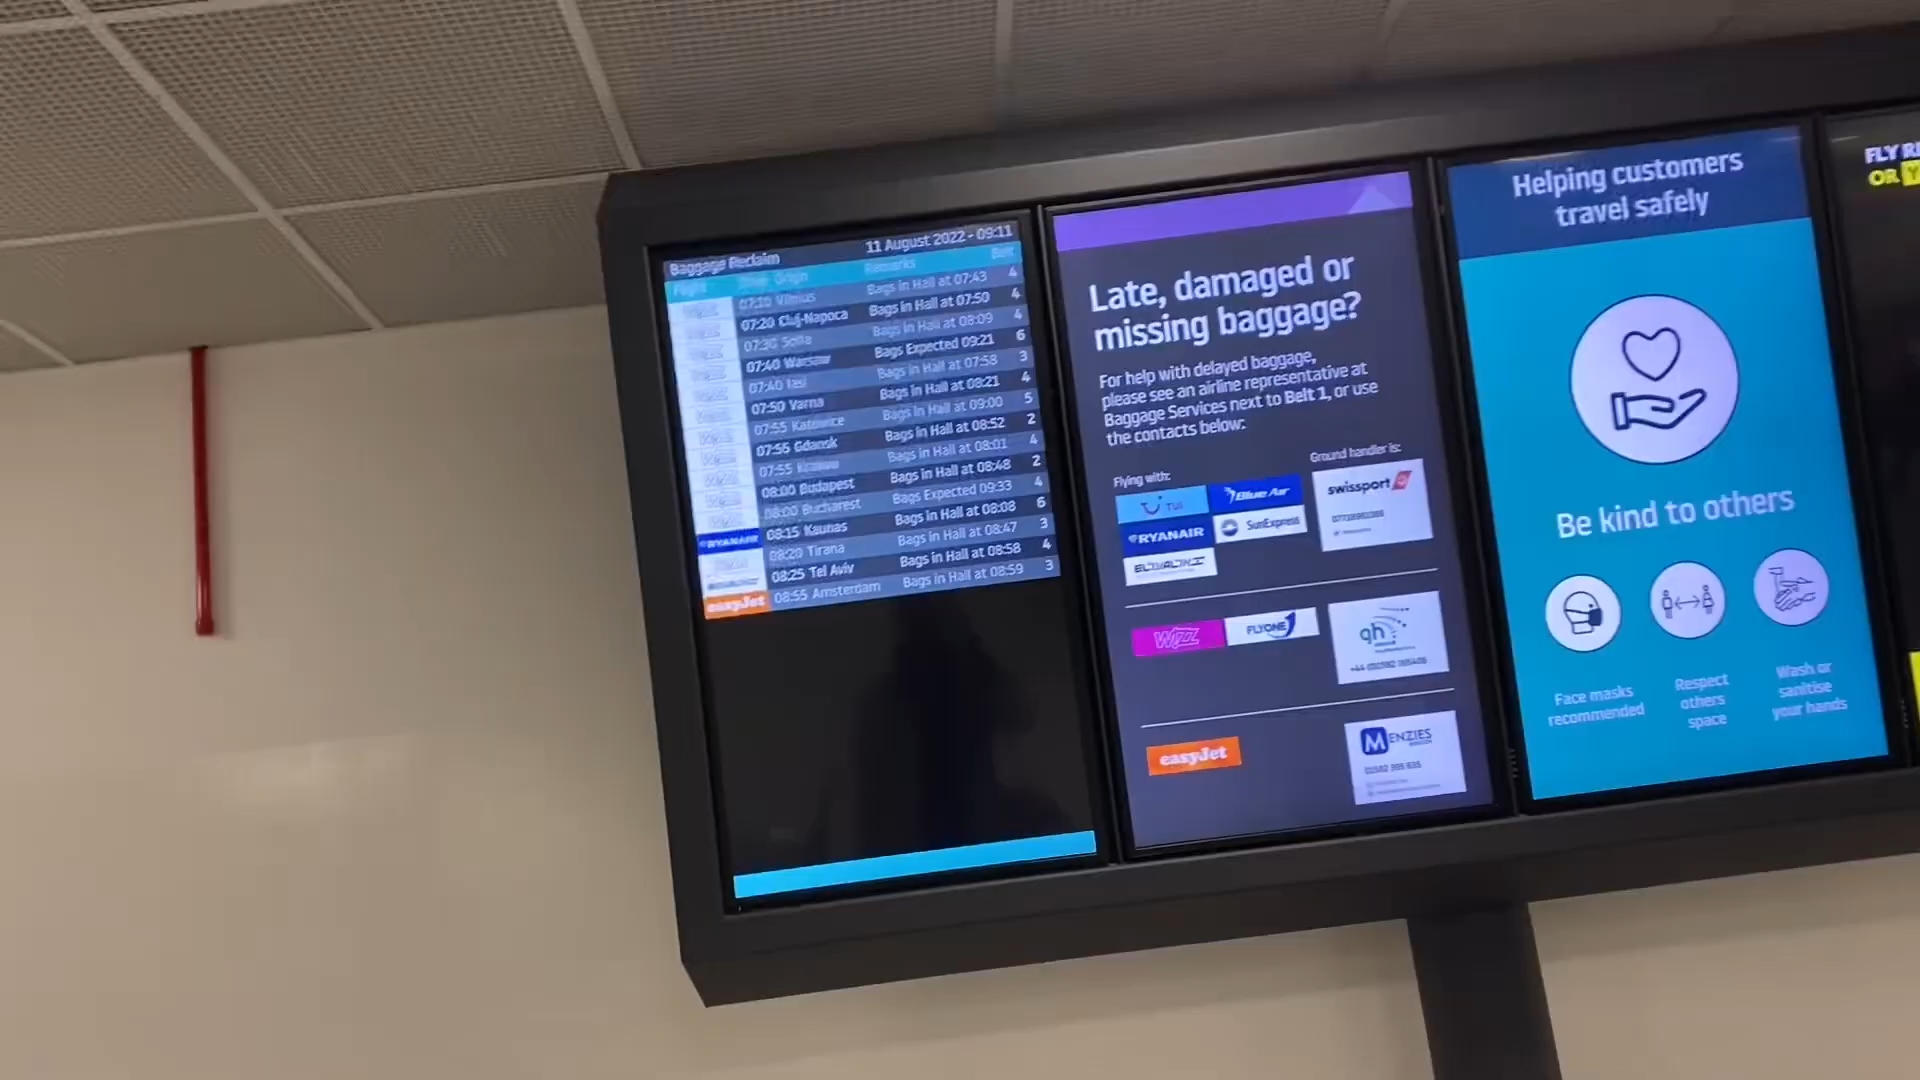 Baggage Reclaim 11 August 2022 - 09:11
Flight Time Origin Remarks Belt
07:10 Vilnius Bags in Hall at 07:43 4
07:20 Cluj-Napoca Bags in Hall at 07:50 4
07:30 Sofia Bags in Hall at 08:09 4
07:40 Warsaw Bags Expected 09:21 6
07:40 Iasi Bags in Hall at 07:58 3
07:50 Varna Bags in Hall at 08:21 4
07:55 Katowice Bags in Hall at 09:00 5
07:55 Gdansk Bags in Hall at 08:52 2
07:55 Bags in Hall at 08:01 4
08:00 Budapest Bags in Hall at 08:48 2
08:00 Bucharest Bags Expected 09:33 4
RYANAIR 08:15 Kaunas Bags in Hall at 08:08 6
08:20 Tirana Bags in Hall at 08:47 3
08:25 Tel Aviv Bags in Hall at 08:58 4
easyJet 08:55 Amsterdam Bags in Hall at 08:59 3
Late, damaged or
missing baggage?
For help with delayed baggage,
please see an airline representative at
Baggage Services next to Belt 1, or use
the contacts below:
Flying with: Ground handler is:
TUI Blue Air swissport
RYANAIR SunExpress
WIZZ FLYONE gh
easyJet MENZIES
Helping customers
travel safely
Be kind to others
Face masks
recommended
Respect
others
space
Wash or
sanitise
your hands
FLY
OR